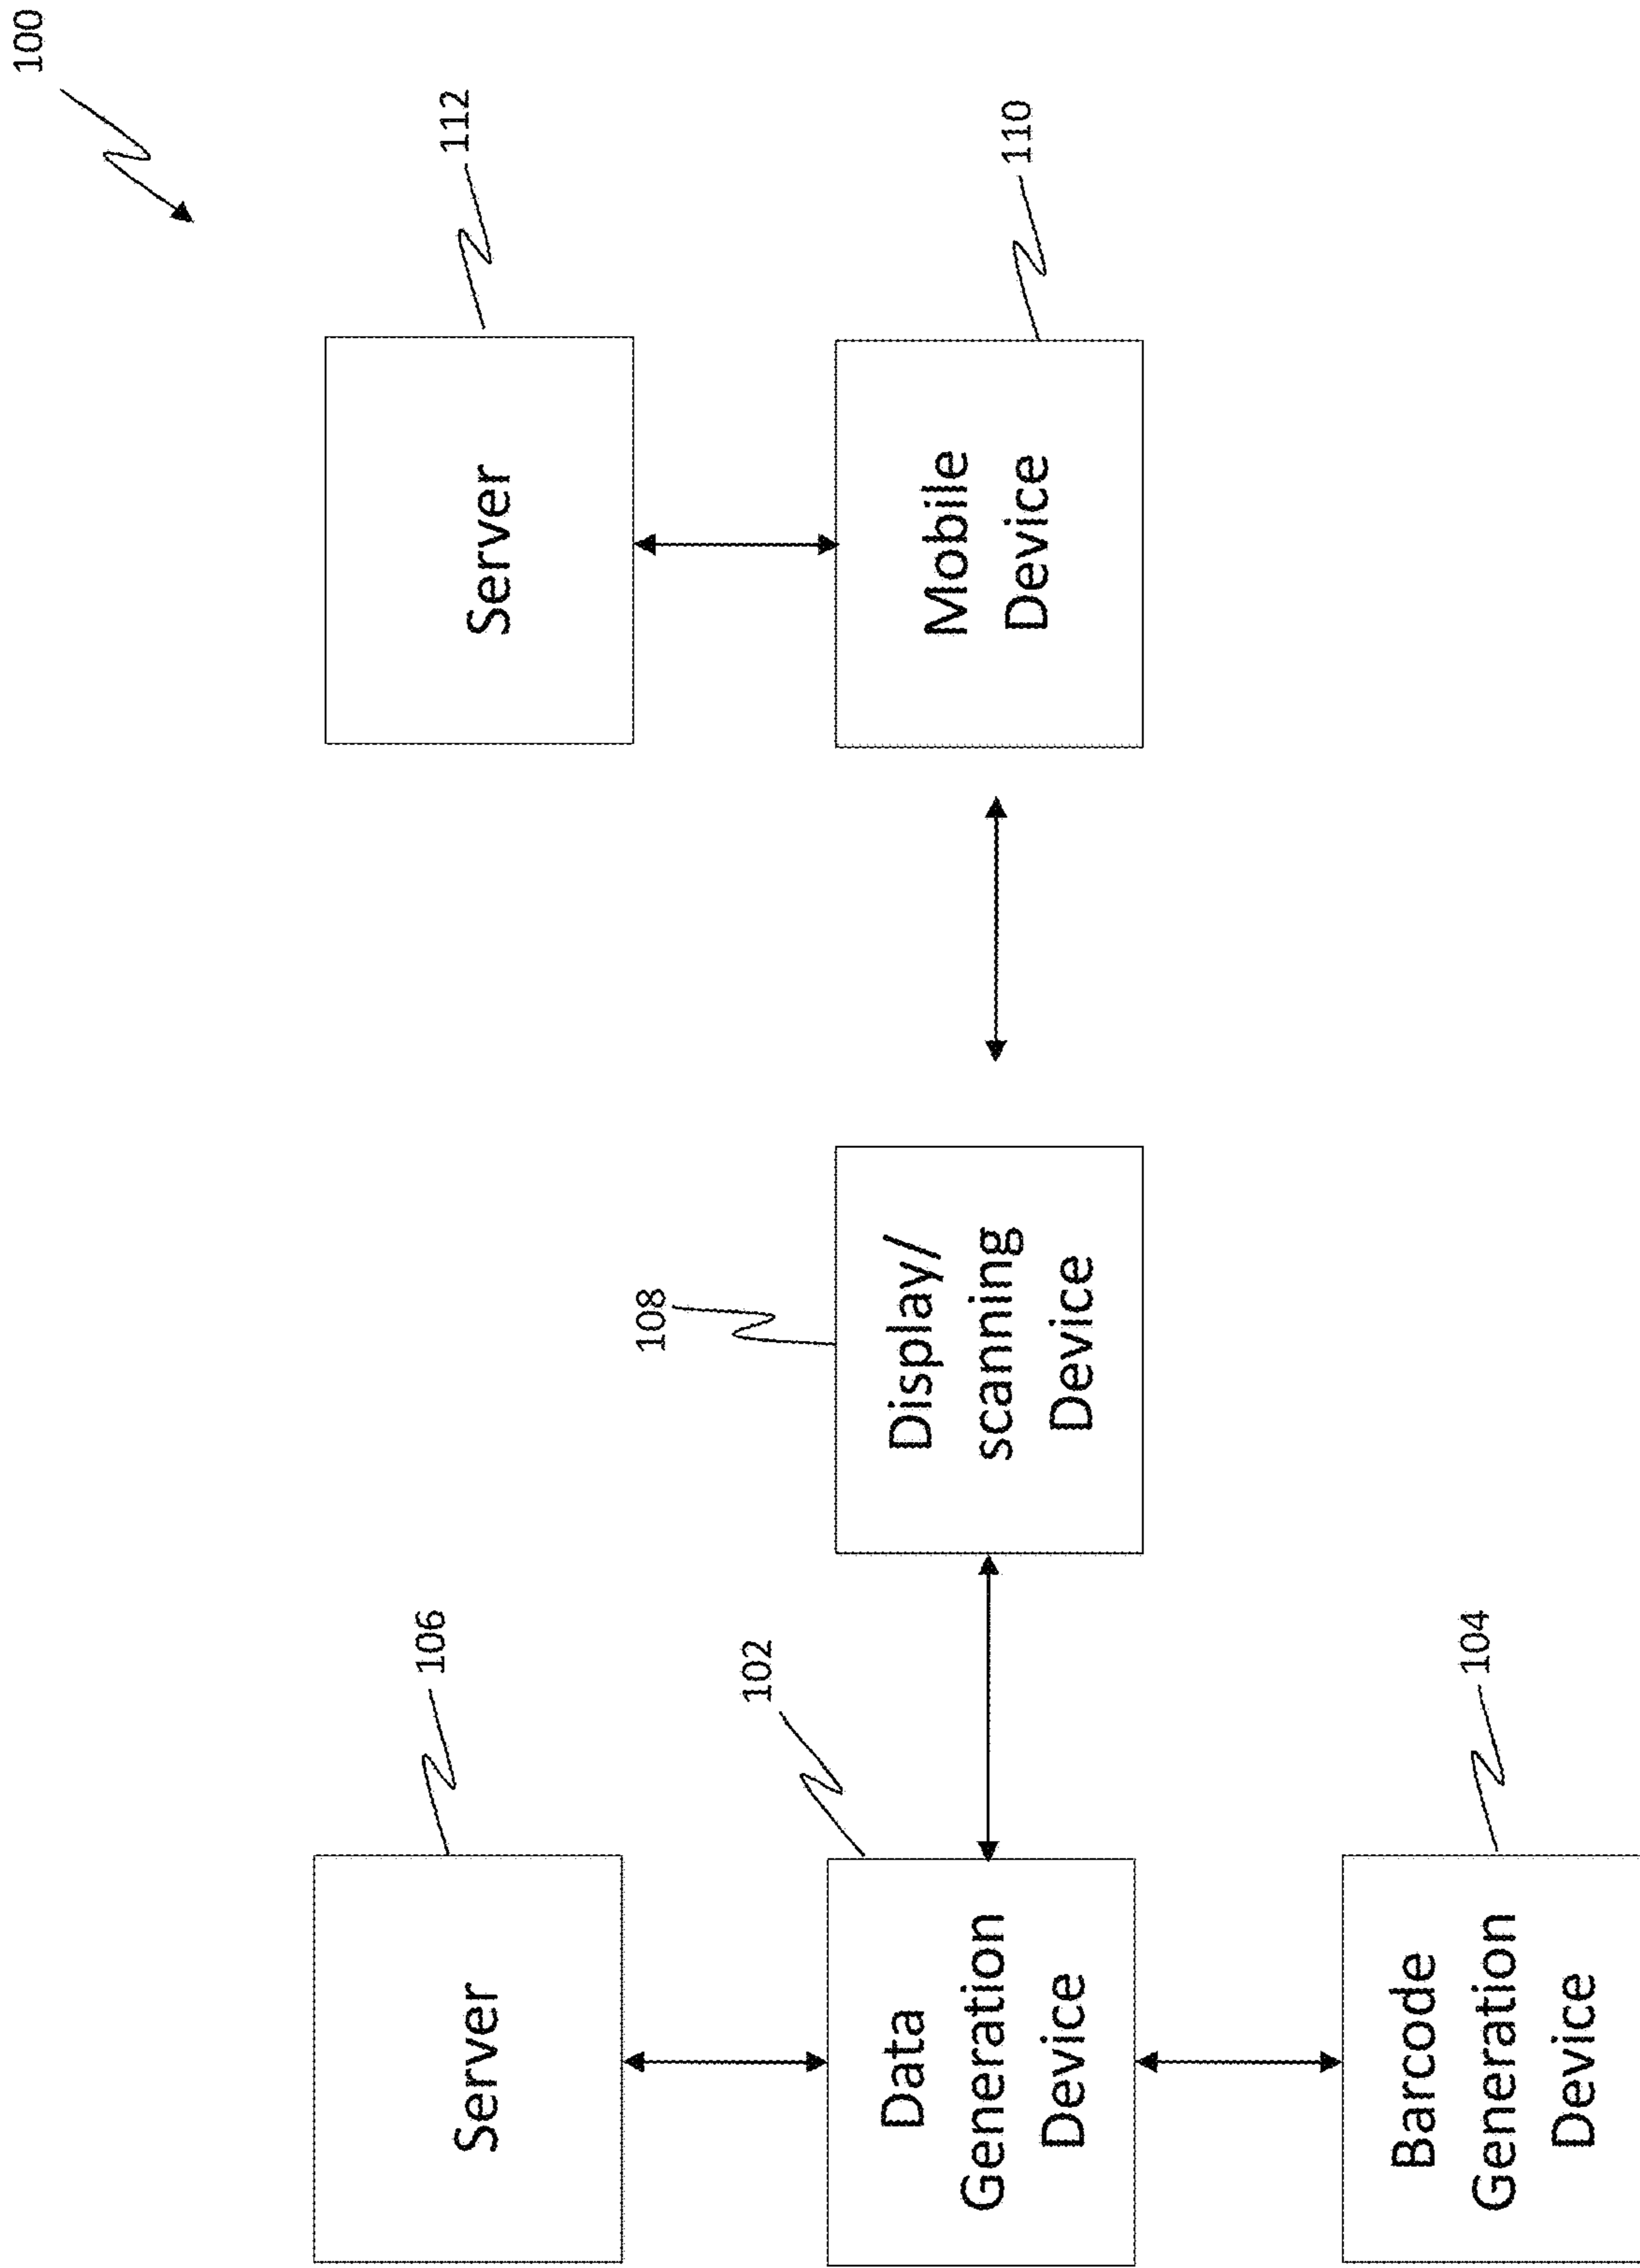 100
Server
112
Mobile
Device
110
Display/
scanning
Device
108
Server
106
Data
Generation
Device
102
Barcode
Generation
Device
104